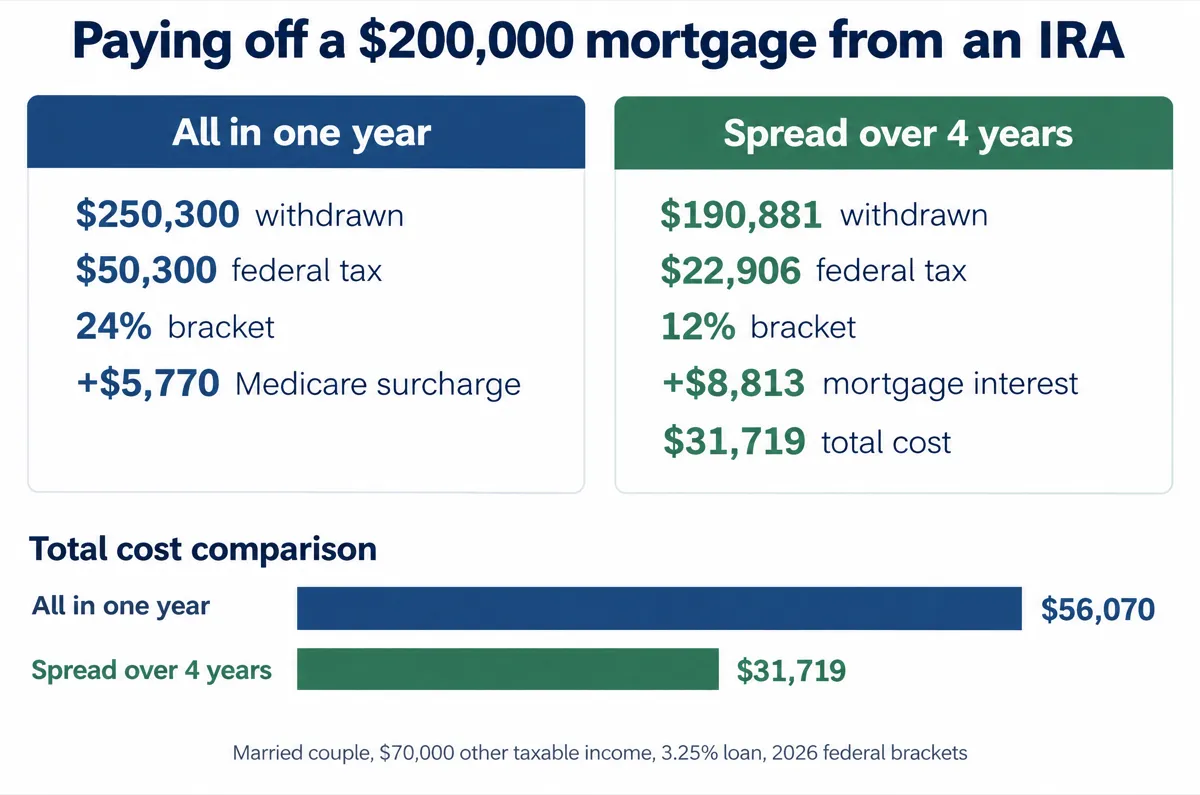 Paying off a $200,000 mortgage from an IRA
All in one year
$250,300 withdrawn
$50,300 federal tax
24% bracket
+$5,770 Medicare surcharge
Spread over 4 years
$190,881 withdrawn
$22,906 federal tax
12% bracket
+$8,813 mortgage interest
$31,719 total cost
Total cost comparison
All in one year $56,070
Spread over 4 years $31,719
Married couple, $70,000 other taxable income, 3.25% loan, 2026 federal brackets